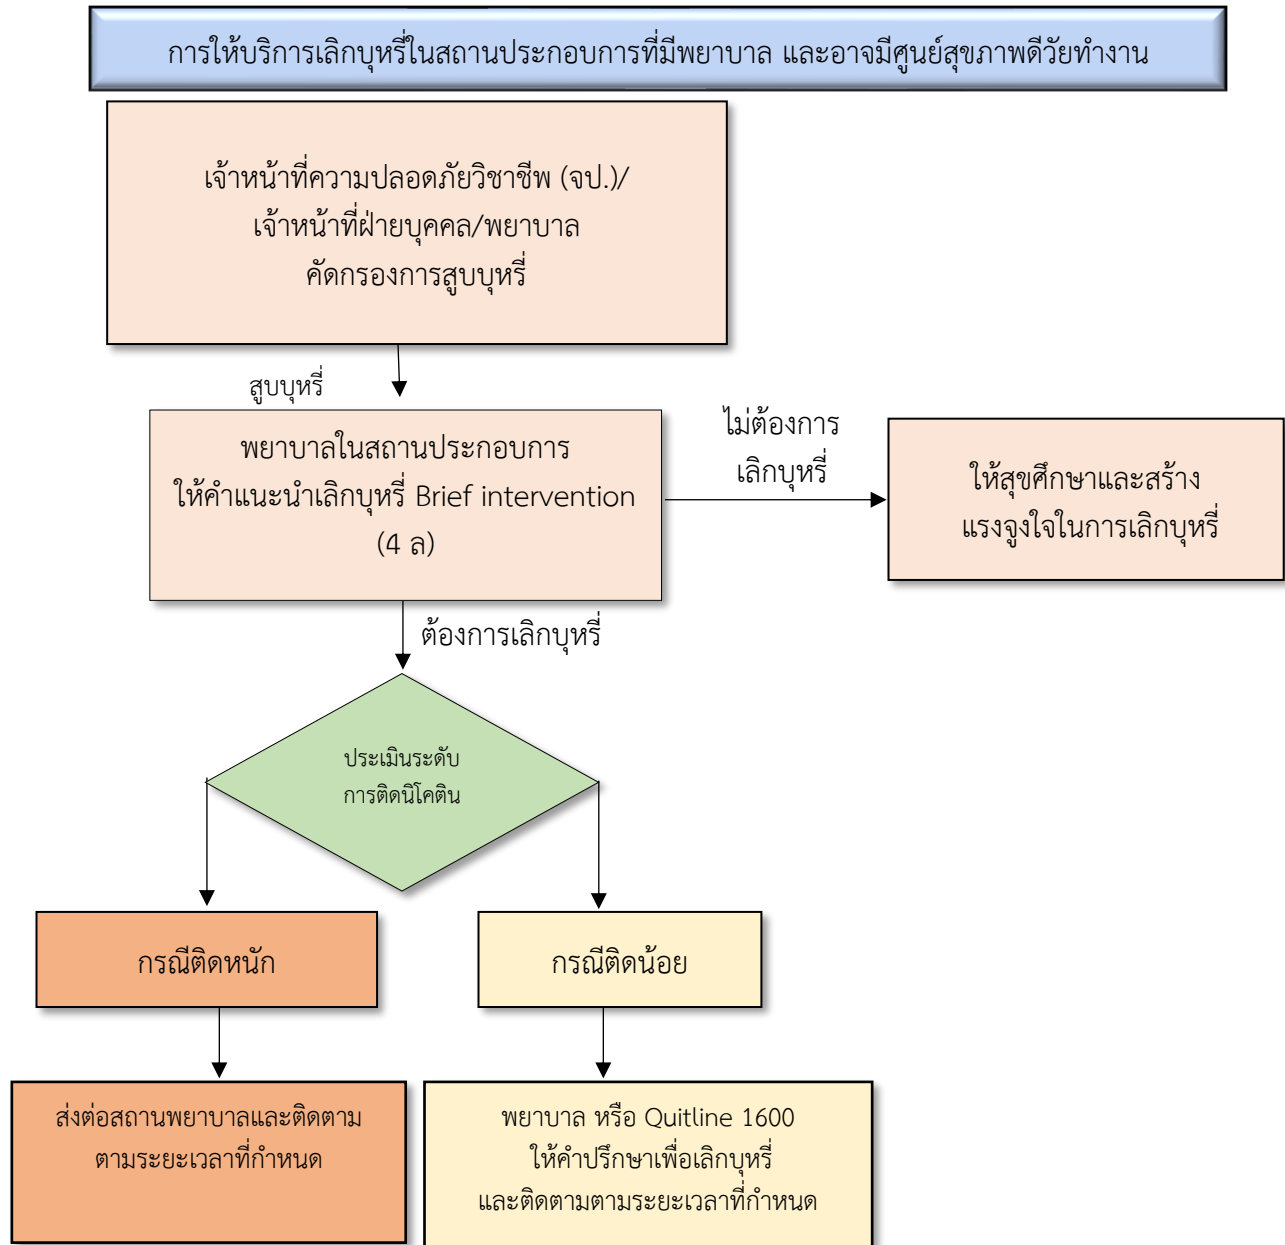 การให้บริการเลิกบุหรี่ในสถานประกอบการที่มีพยาบาล และอาจมีศูนย์สุขภาพดีวัยทำงาน
เจ้าหน้าที่ความปลอดภัยวิชาชีพ (จป.)/
เจ้าหน้าที่ฝ่ายบุคคล/พยาบาล
คัดกรองการสูบบุหรี่
สูบบุหรี่
พยาบาลในสถานประกอบการ
ให้คำแนะนำเลิกบุหรี่ Brief intervention
(4 ล)
ไม่ต้องการ
เลิกบุหรี่
ให้สุขศึกษาและสร้าง
แรงจูงใจในการเลิกบุหรี่
ต้องการเลิกบุหรี่
ประเมินระดับ
การติดนิโคติน
กรณีติดหนัก
กรณีติดน้อย
ส่งต่อสถานพยาบาลและติดตาม
ตามระยะเวลาที่กำหนด
พยาบาล หรือ Quitline 1600
ให้คำปรึกษาเพื่อเลิกบุหรี่
และติดตามตามระยะเวลาที่กำหนด